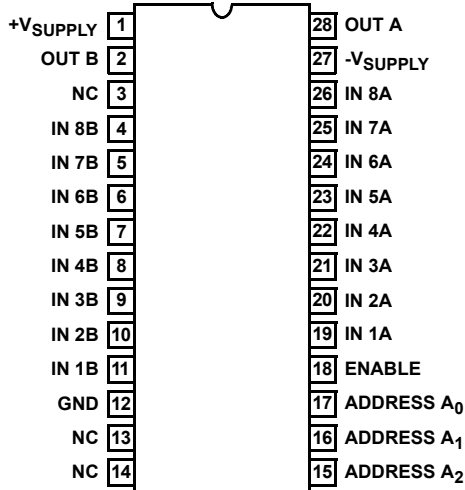 +VSUPPLY 1 28 OUT A
OUT B 2 27 -VSUPPLY
NC 3 26 IN 8A
IN 8B 4 25 IN 7A
IN 7B 5 24 IN 6A
IN 6B 6 23 IN 5A
IN 5B 7 22 IN 4A
IN 4B 8 21 IN 3A
IN 3B 9 20 IN 2A
IN 2B 10 19 IN 1A
IN 1B 11 18 ENABLE
GND 12 17 ADDRESS A0
NC 13 16 ADDRESS A1
NC 14 15 ADDRESS A2